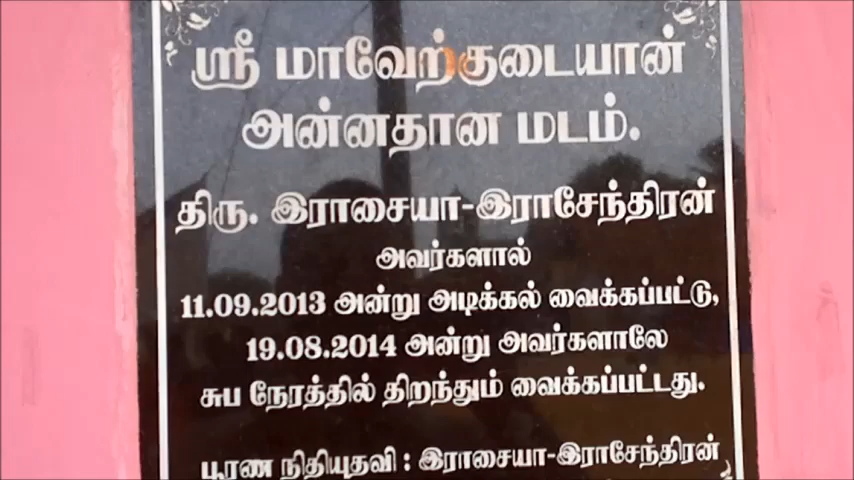 ஸ்ரீ மாவேற்குடையான்
அன்னதான மடம்.
திரு. இராசையா-இராசேந்திரன்
அவர்களால்
11.09.2013 அன்று அடிக்கல் வைக்கப்பட்டு,
19.08.2014 அன்று அவர்களாலே
சுப நேரத்தில் திறந்தும் வைக்கப்பட்டது.
பூரண நிதியுதவி : இராசையா-இராசேந்திரன்